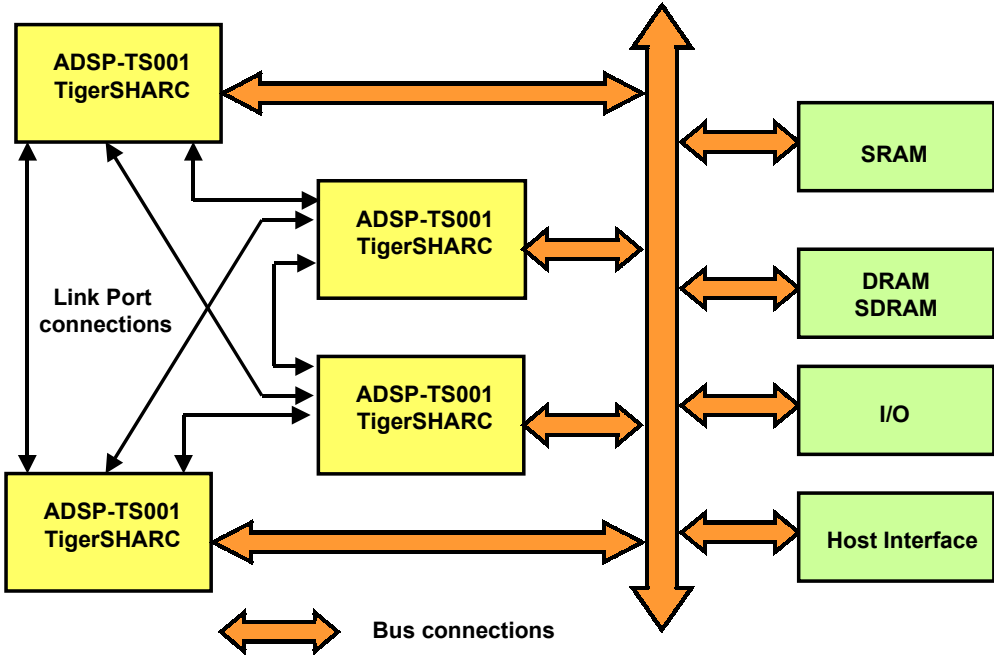 ADSP-TS001
TigerSHARC
SRAM
ADSP-TS001
TigerSHARC
Link Port
connections
DRAM
SDRAM
ADSP-TS001
TigerSHARC
I/O
ADSP-TS001
TigerSHARC
Host Interface
Bus connections